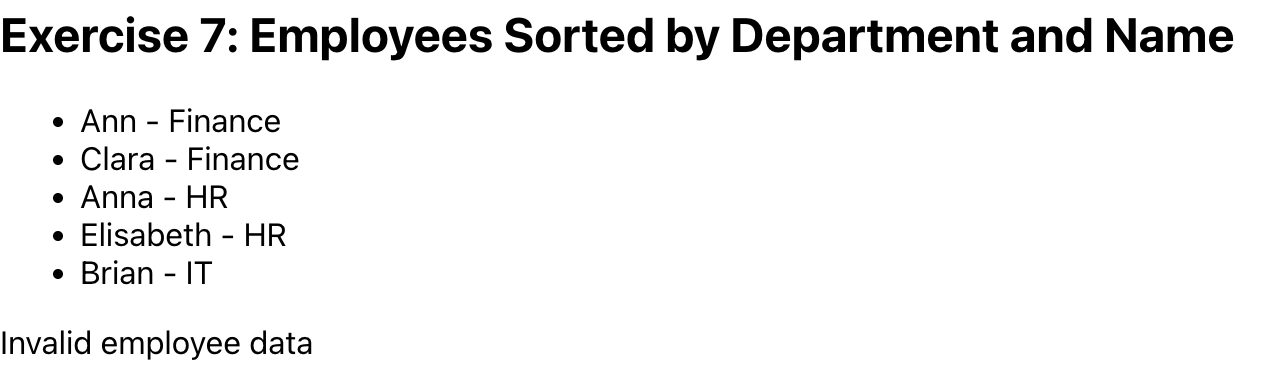 Exercise 7: Employees Sorted by Department and Name
• Ann - Finance
• Clara - Finance
• Anna - HR
• Elisabeth - HR
• Brian - IT
Invalid employee data